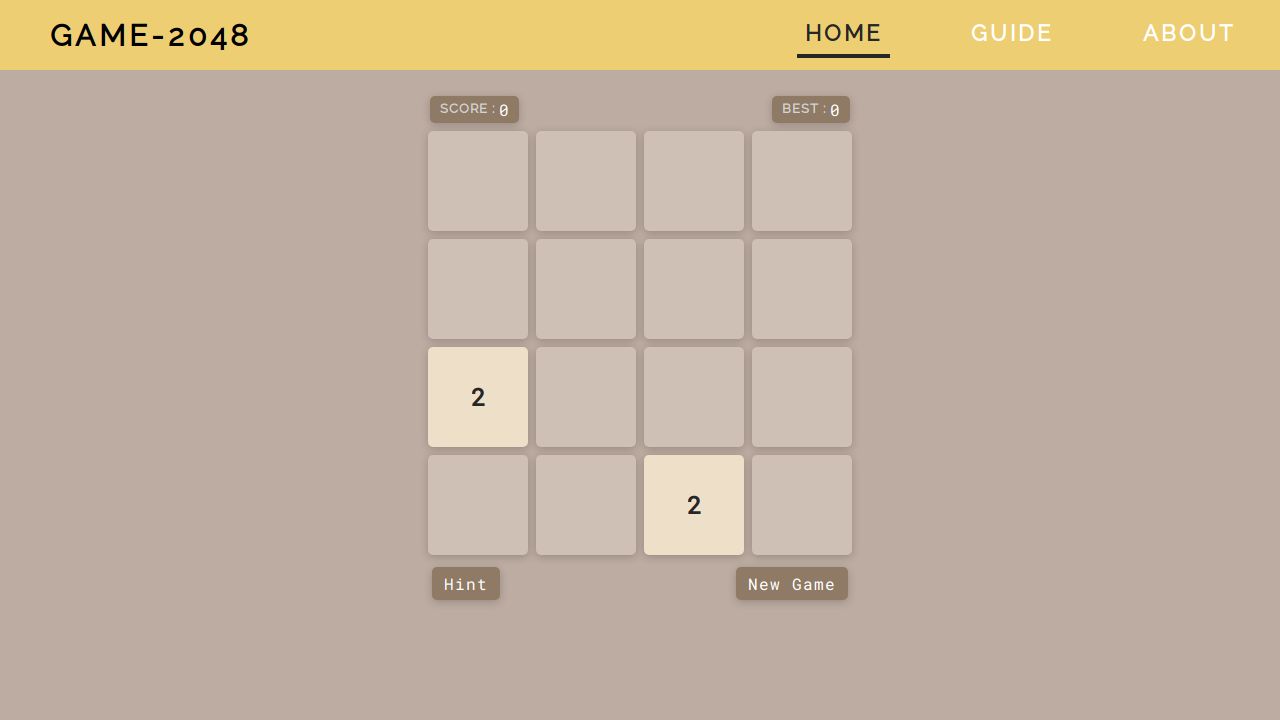 GAME-2048
HOME GUIDE ABOUT
SCORE : 0
BEST : 0
2
2
Hint
New Game